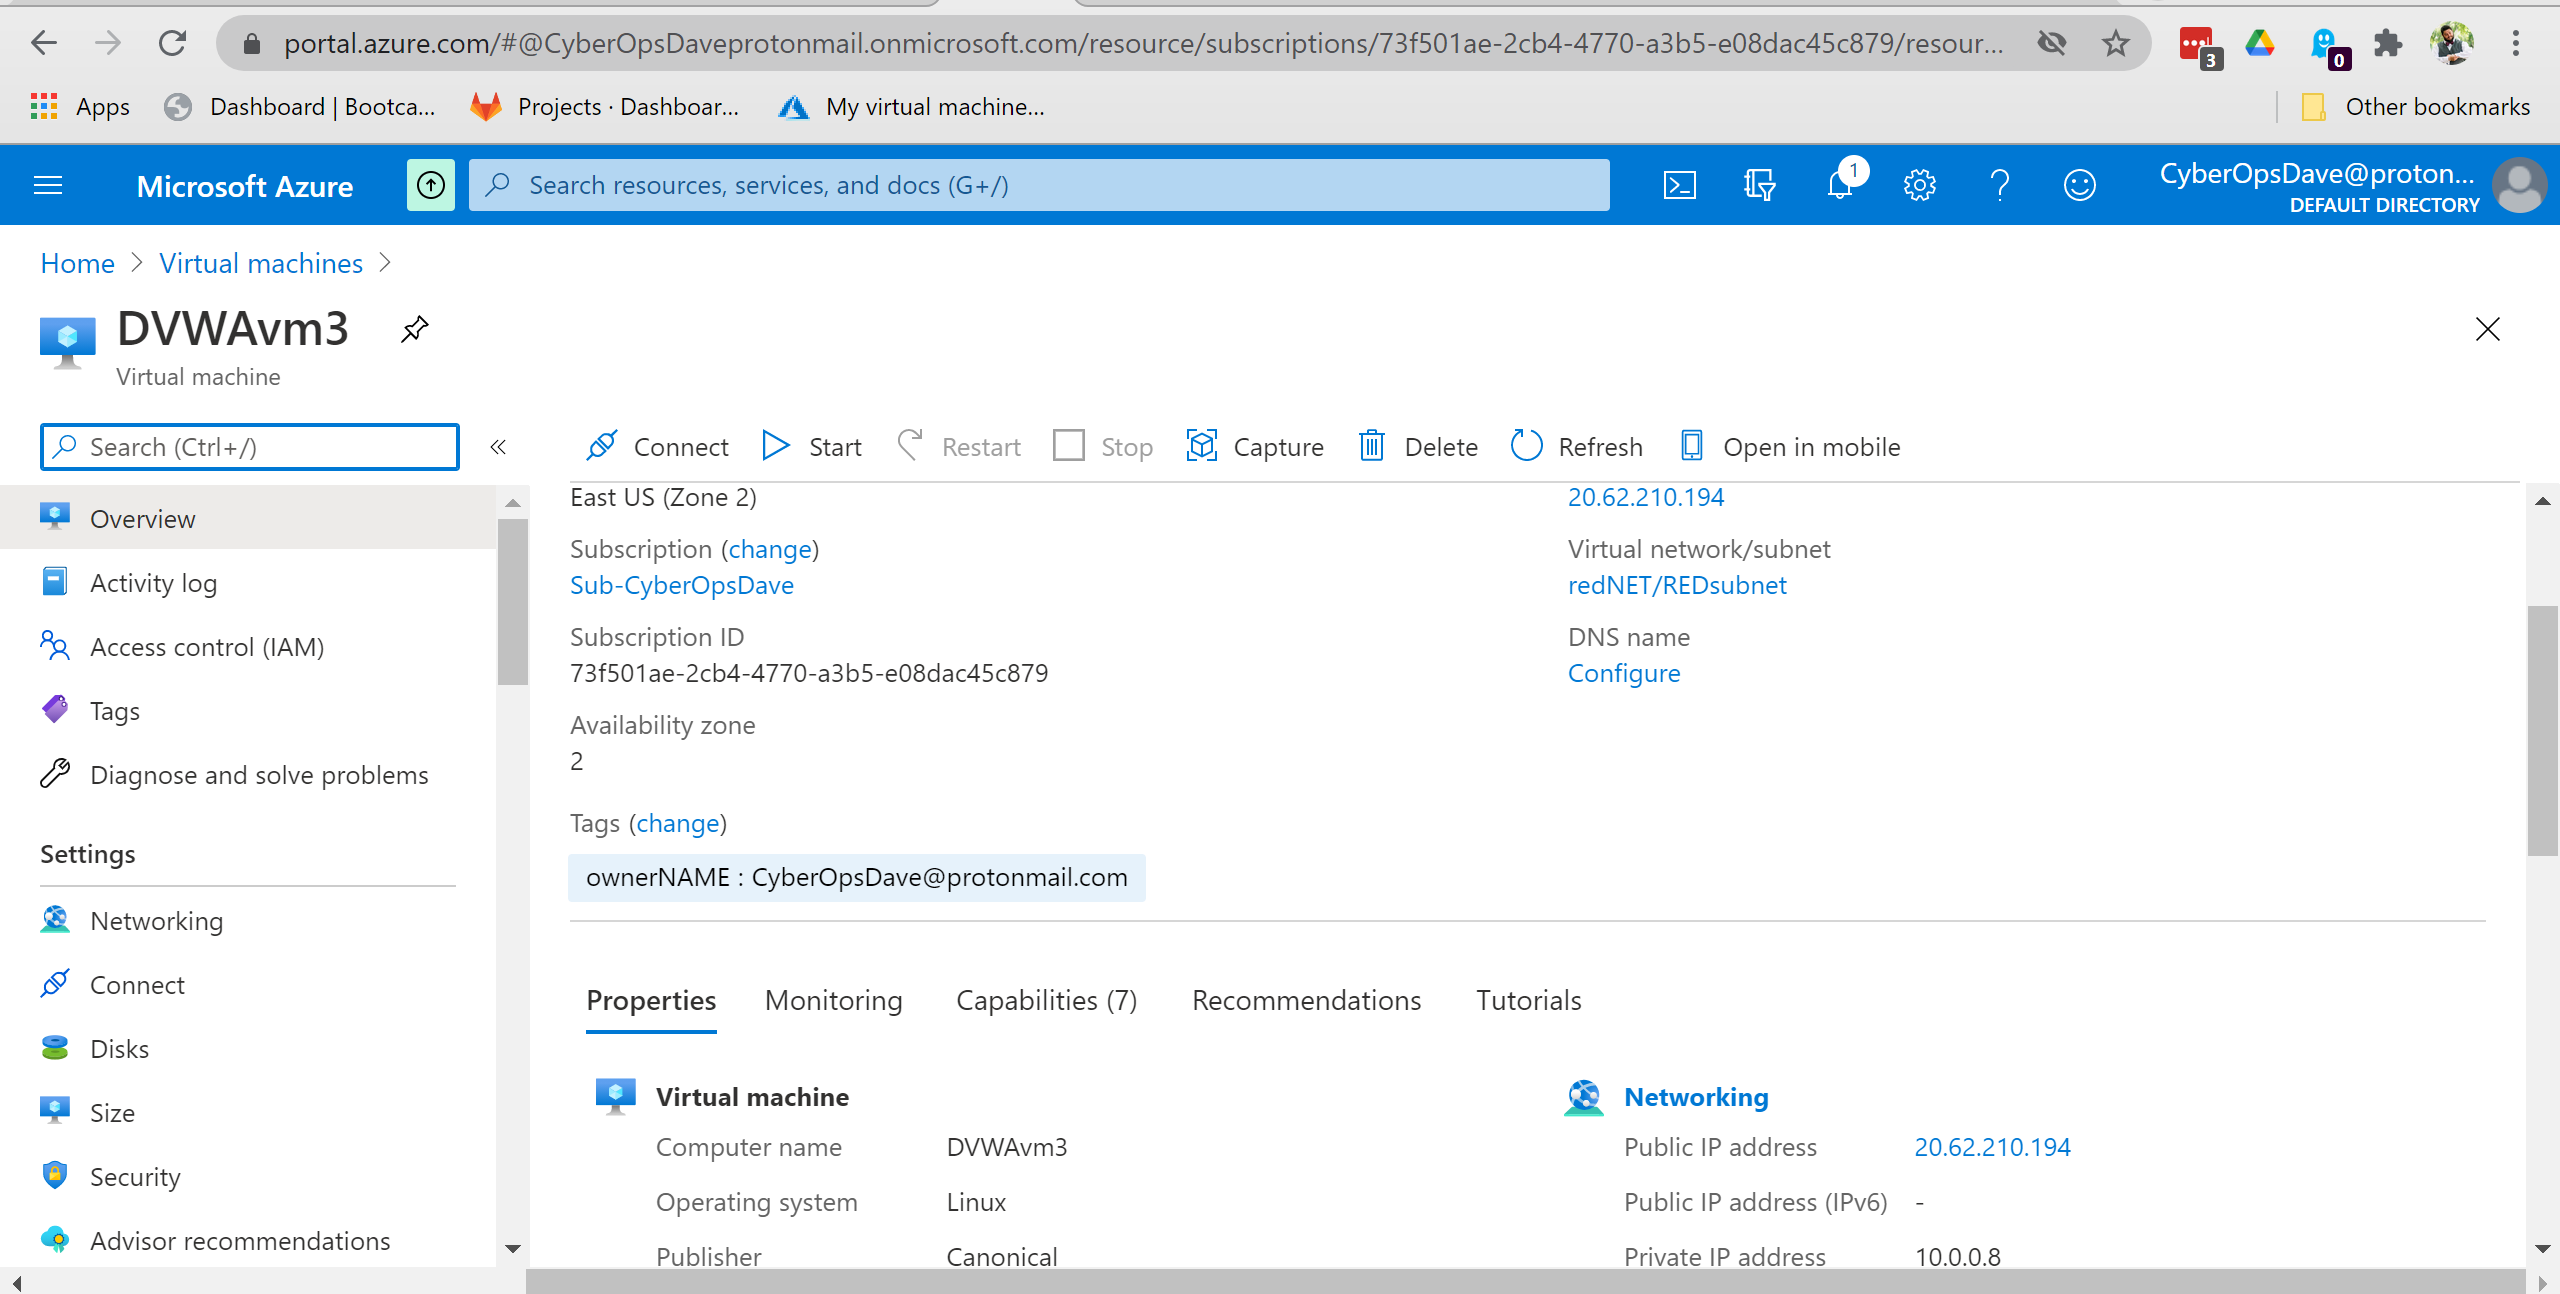 portal.azure.com/#@CyberOpsDaveprotonmail.onmicrosoft.com/resource/subscriptions/73f501ae-2cb4-4770-a3b5-e08dac45c879/resour...
3
0
Apps
Dashboard | Bootca...
Projects · Dashboar...
My virtual machine...
Other bookmarks
Microsoft Azure
Search resources, services, and docs (G+/)
1
CyberOpsDave@proton...
DEFAULT DIRECTORY
Home > Virtual machines >
DVWAvm3
Virtual machine
Search (Ctrl+/)
«
Connect
Start
Restart
Stop
Capture
Delete
Refresh
Open in mobile
Overview
Activity log
Access control (IAM)
Tags
Diagnose and solve problems
Settings
Networking
Connect
Disks
Size
Security
Advisor recommendations
East US (Zone 2)
Subscription (change)
Sub-CyberOpsDave
Subscription ID
73f501ae-2cb4-4770-a3b5-e08dac45c879
Availability zone
2
20.62.210.194
Virtual network/subnet
redNET/REDsubnet
DNS name
Configure
Tags (change)
ownerNAME : CyberOpsDave@protonmail.com
Properties
Monitoring
Capabilities (7)
Recommendations
Tutorials
Virtual machine
Computer name DVWAvm3
Operating system Linux
Publisher Canonical
Networking
Public IP address 20.62.210.194
Public IP address (IPv6) -
Private IP address 10.0.0.8